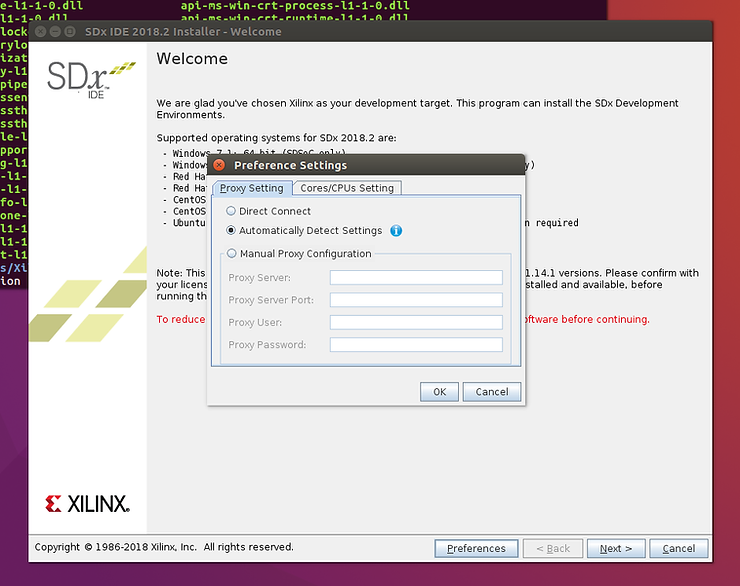 e-l1-1-0.dll api-ms-win-crt-process-l1-1-0.dll
l1-1-0.dll api-ms-win-crt-runtime-l1-1-0.dll
SDx IDE 2018.2 Installer - Welcome
SDx
IDE
Welcome
We are glad you've chosen Xilinx as your development target. This program can install the SDx Development
Environments.
Supported operating systems for SDx 2018.2 are:
- Windows 7.1: 64-bit (SDSoC only)
- Windows
- Red Ha
- Red Ha
- CentOS
- CentOS
- Ubuntu n required
Note: This 1.14.1 versions. Please confirm with
your licens stalled and available, before
running th
To reduce oftware before continuing.
Preference Settings
Proxy Setting Cores/CPUs Setting
Direct Connect
Automatically Detect Settings
Manual Proxy Configuration
Proxy Server:
Proxy Server Port:
Proxy User:
Proxy Password:
OK Cancel
lock
rylo
izat
y-l1
pipe
ssen
ssth
ssth
le-l
ppor
g-l1
-l1-
-l1-
fo-l
one-
l1-1
l1-1
t-l1
s/Xi
ion
XILINX
Copyright © 1986-2018 Xilinx, Inc. All rights reserved.
Preferences < Back Next > Cancel